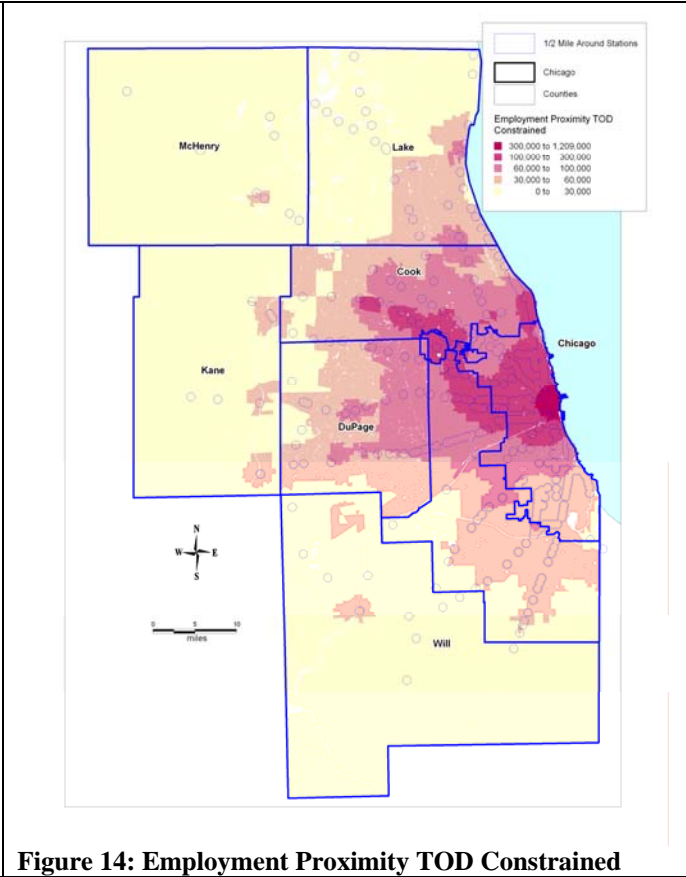 1/2 Mile Around Stations
Chicago
Counties
Employment Proximity TOD
Constrained
300,000 to 1,209,000
100,000 to 300,000
60,000 to 100,000
30,000 to 60,000
0 to 30,000
McHenry
Lake
Cook
Chicago
Kane
DuPage
N
W E
S
0 5 10
miles
Will
Figure 14: Employment Proximity TOD Constrained